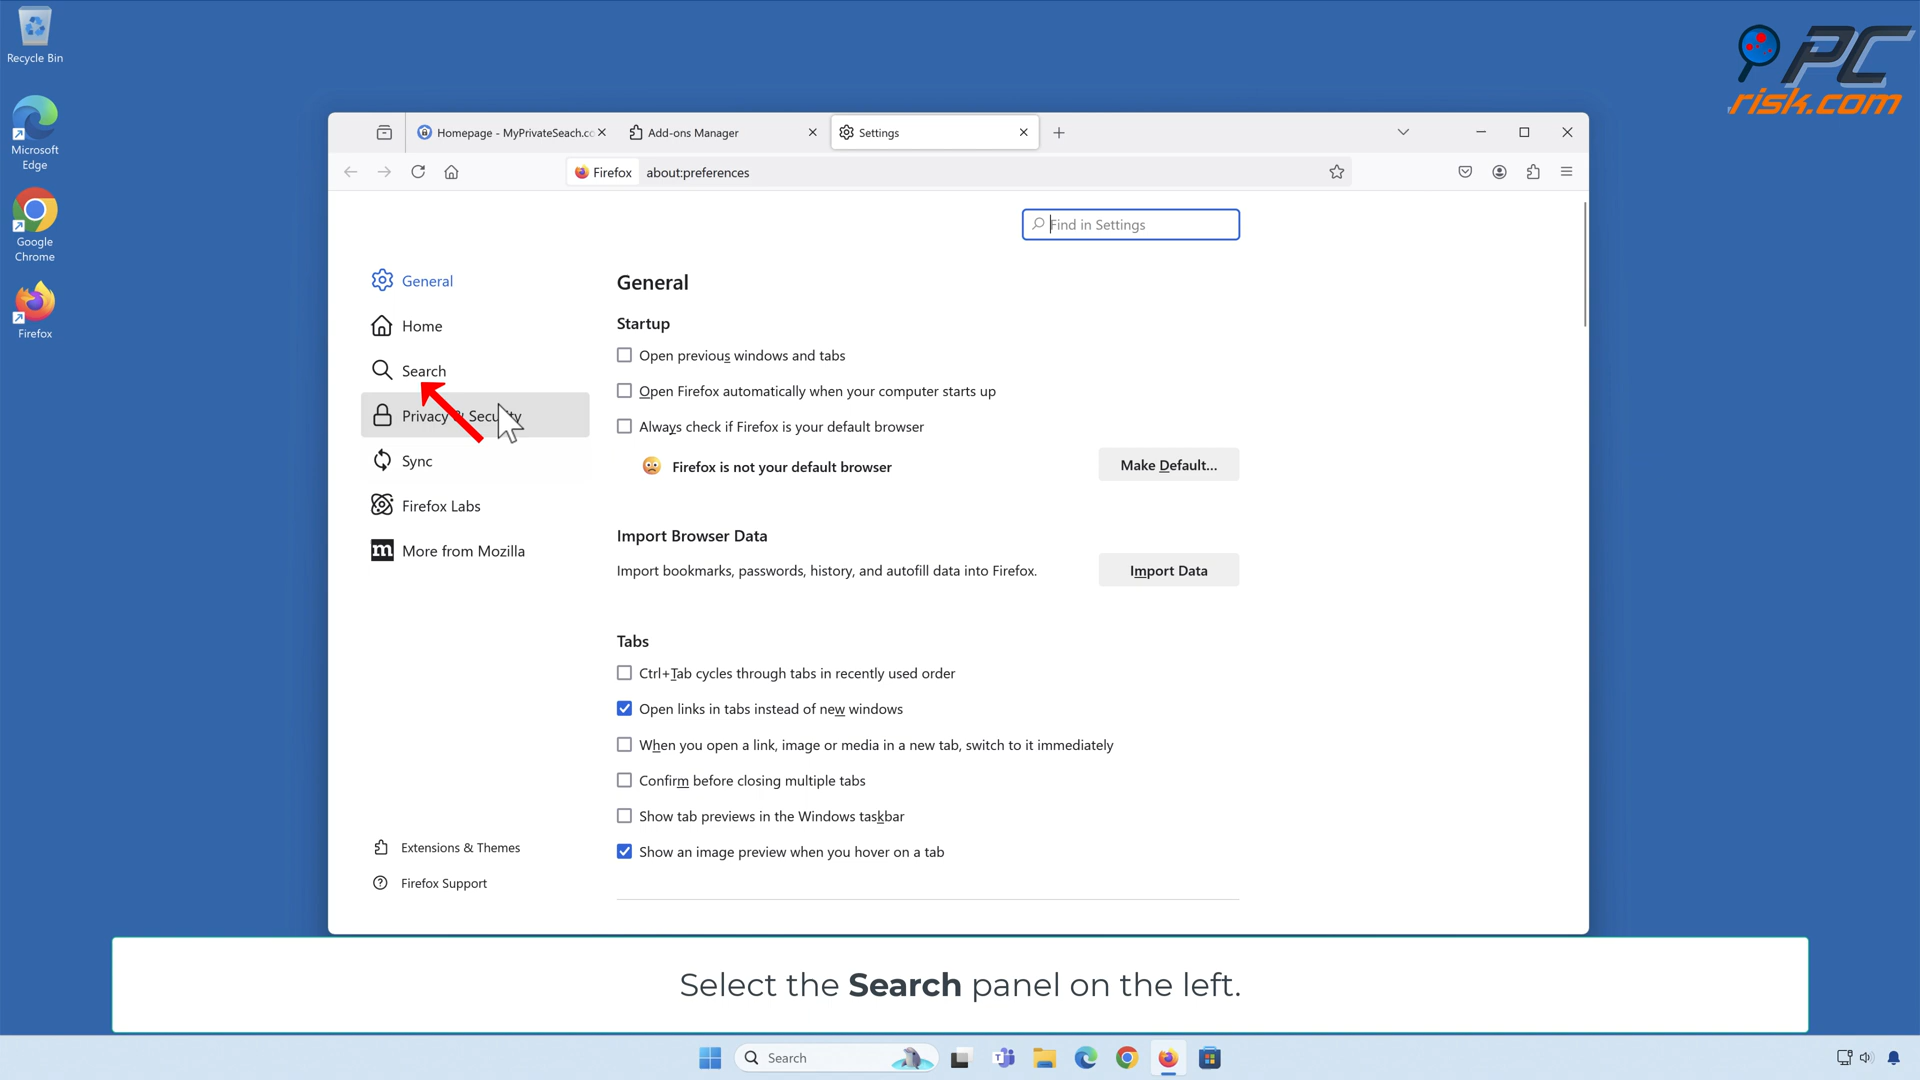 Recycle Bin
Microsoft
Edge
Google
Chrome
Firefox
PC
risk.com
Homepage - MyPrivateSeach.cc
Add-ons Manager
Settings
Firefox
about:preferences
Find in Settings
General
Home
Search
Privacy & Security
Sync
Firefox Labs
More from Mozilla
Extensions & Themes
Firefox Support
General
Startup
Open previous windows and tabs
Open Firefox automatically when your computer starts up
Always check if Firefox is your default browser
Firefox is not your default browser
Make Default...
Import Browser Data
Import bookmarks, passwords, history, and autofill data into Firefox.
Import Data
Tabs
Ctrl+Tab cycles through tabs in recently used order
Open links in tabs instead of new windows
When you open a link, image or media in a new tab, switch to it immediately
Confirm before closing multiple tabs
Show tab previews in the Windows taskbar
Show an image preview when you hover on a tab
Select the Search panel on the left.
Search